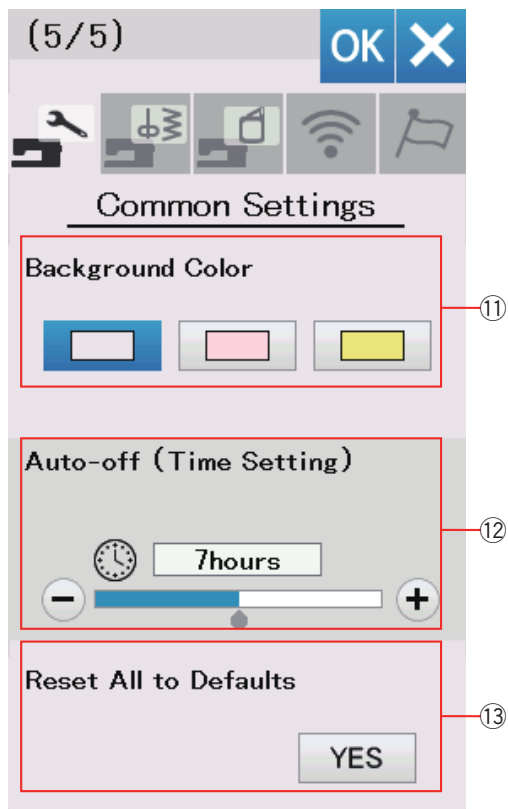 (5/5)
OK
Common Settings
Background Color
⑪
Auto-off (Time Setting)
⑫
7hours
Reset All to Defaults
⑬
YES